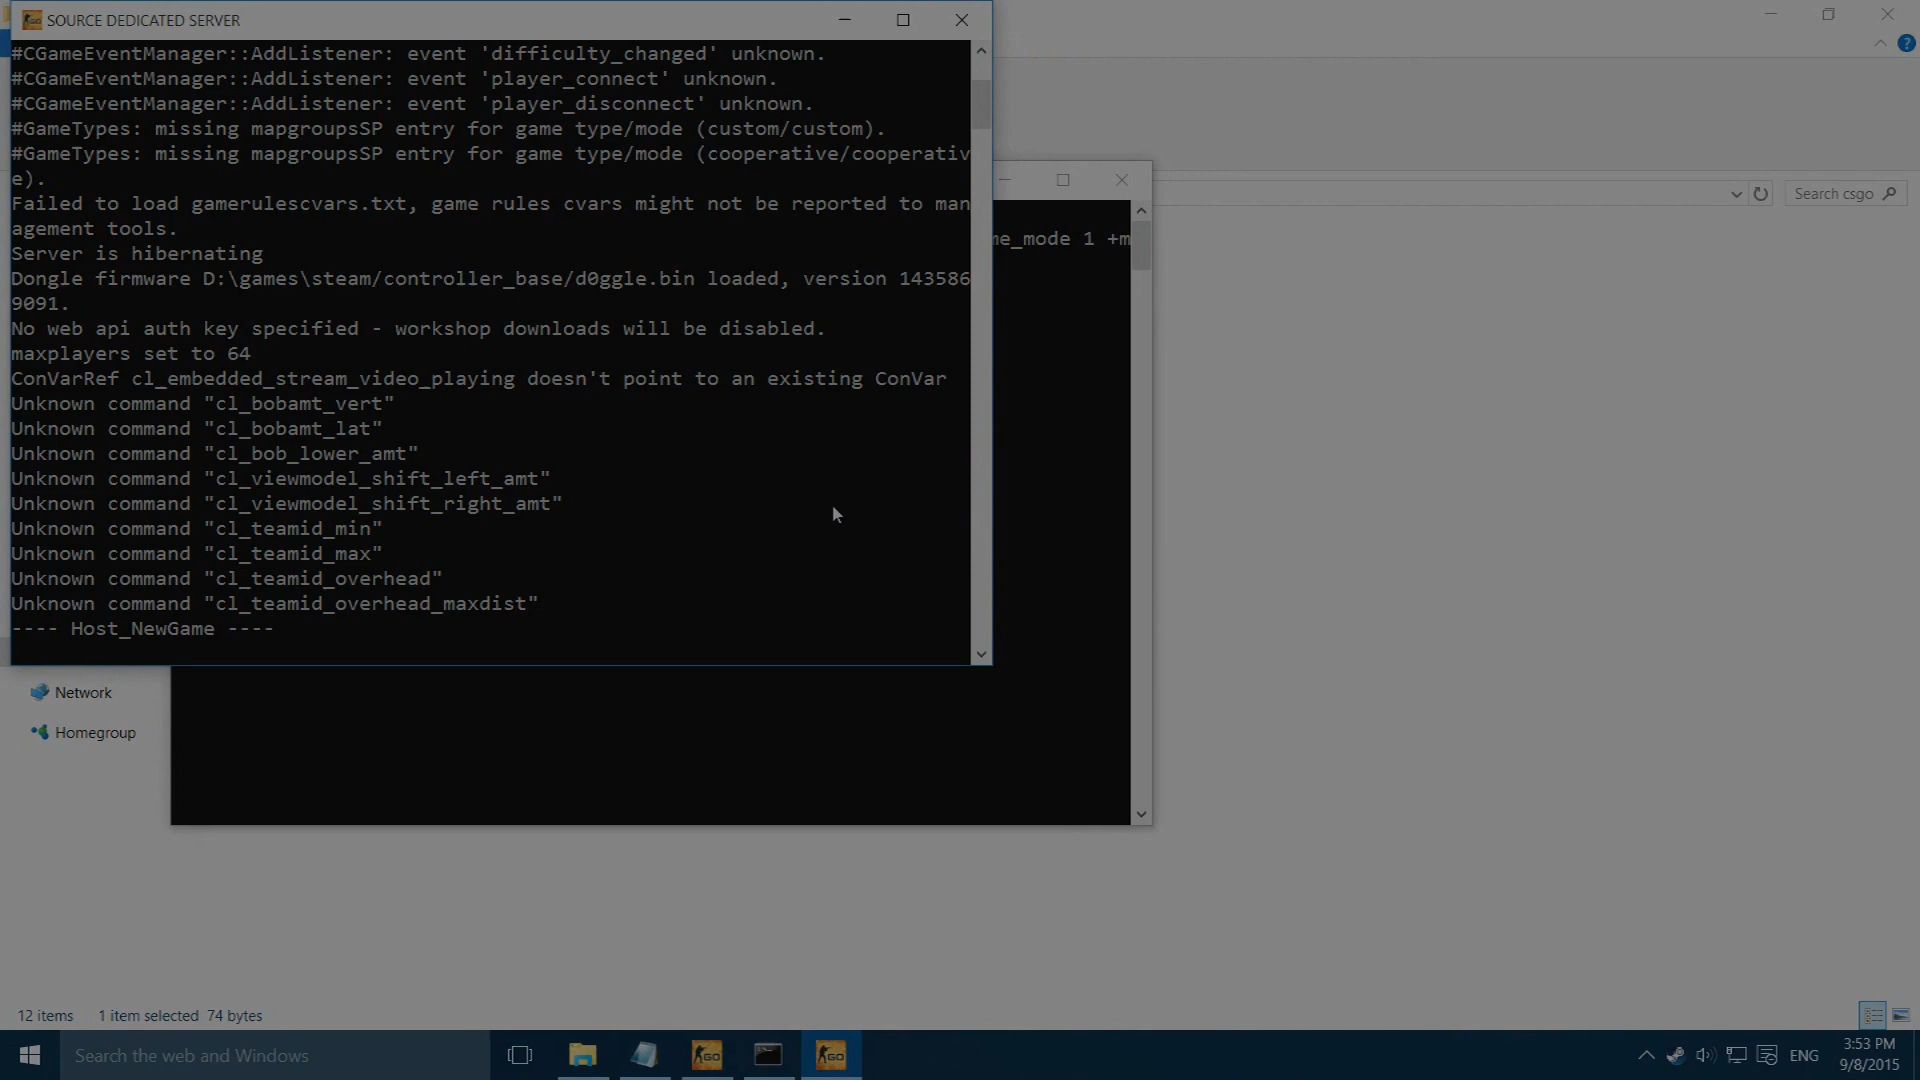 SOURCE DEDICATED SERVER
#CGameEventManager::AddListener: event 'difficulty_changed' unknown.
#CGameEventManager::AddListener: event 'player_connect' unknown.
#CGameEventManager::AddListener: event 'player_disconnect' unknown.
#GameTypes: missing mapgroupsSP entry for game type/mode (custom/custom).
#GameTypes: missing mapgroupsSP entry for game type/mode (cooperative/cooperativ
e).
Failed to load gamerulescvars.txt, game rules cvars might not be reported to man
agement tools.
Server is hibernating
Dongle firmware D:\games\steam/controller_base/d0ggle.bin loaded, version 143586
9091.
No web api auth key specified - workshop downloads will be disabled.
maxplayers set to 64
ConVarRef cl_embedded_stream_video_playing doesn't point to an existing ConVar
Unknown command "cl_bobamt_vert"
Unknown command "cl_bobamt_lat"
Unknown command "cl_bob_lower_amt"
Unknown command "cl_viewmodel_shift_left_amt"
Unknown command "cl_viewmodel_shift_right_amt"
Unknown command "cl_teamid_min"
Unknown command "cl_teamid_max"
Unknown command "cl_teamid_overhead"
Unknown command "cl_teamid_overhead_maxdist"
---- Host_NewGame ----
me_mode 1 +m
Search csgo
Network
Homegroup
12 items 1 item selected 74 bytes
Search the web and Windows
GO
GO
ENG
3:53 PM
9/8/2015